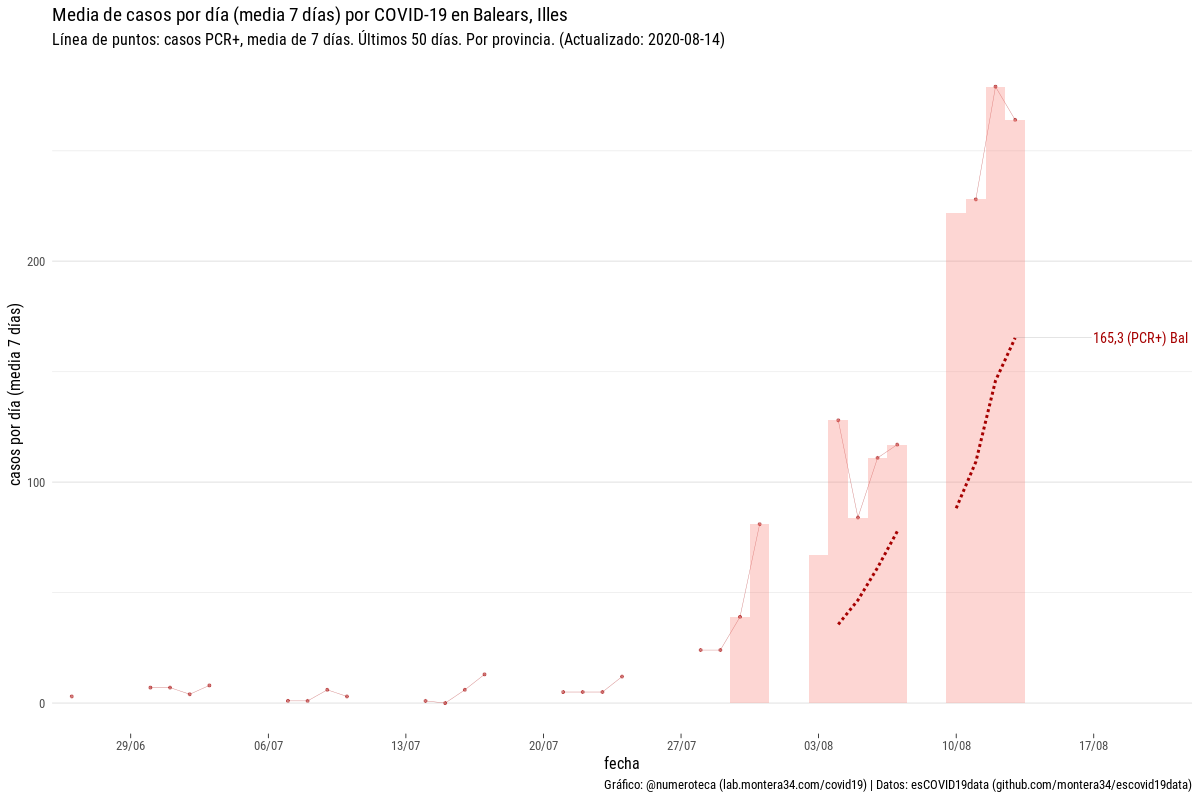 Media de casos por día (media 7 días) por COVID-19 en Balears, Illes
Línea de puntos: casos PCR+, media de 7 días. Últimos 50 días. Por provincia. (Actualizado: 2020-08-14)
casos por día (media 7 días)
200
100
0
165,3 (PCR+) Bal
29/06
06/07
13/07
20/07
27/07
03/08
10/08
17/08
fecha
Gráfico: @numeroteca (lab.montera34.com/covid19) | Datos: esCOVID19data (github.com/montera34/escovid19data)